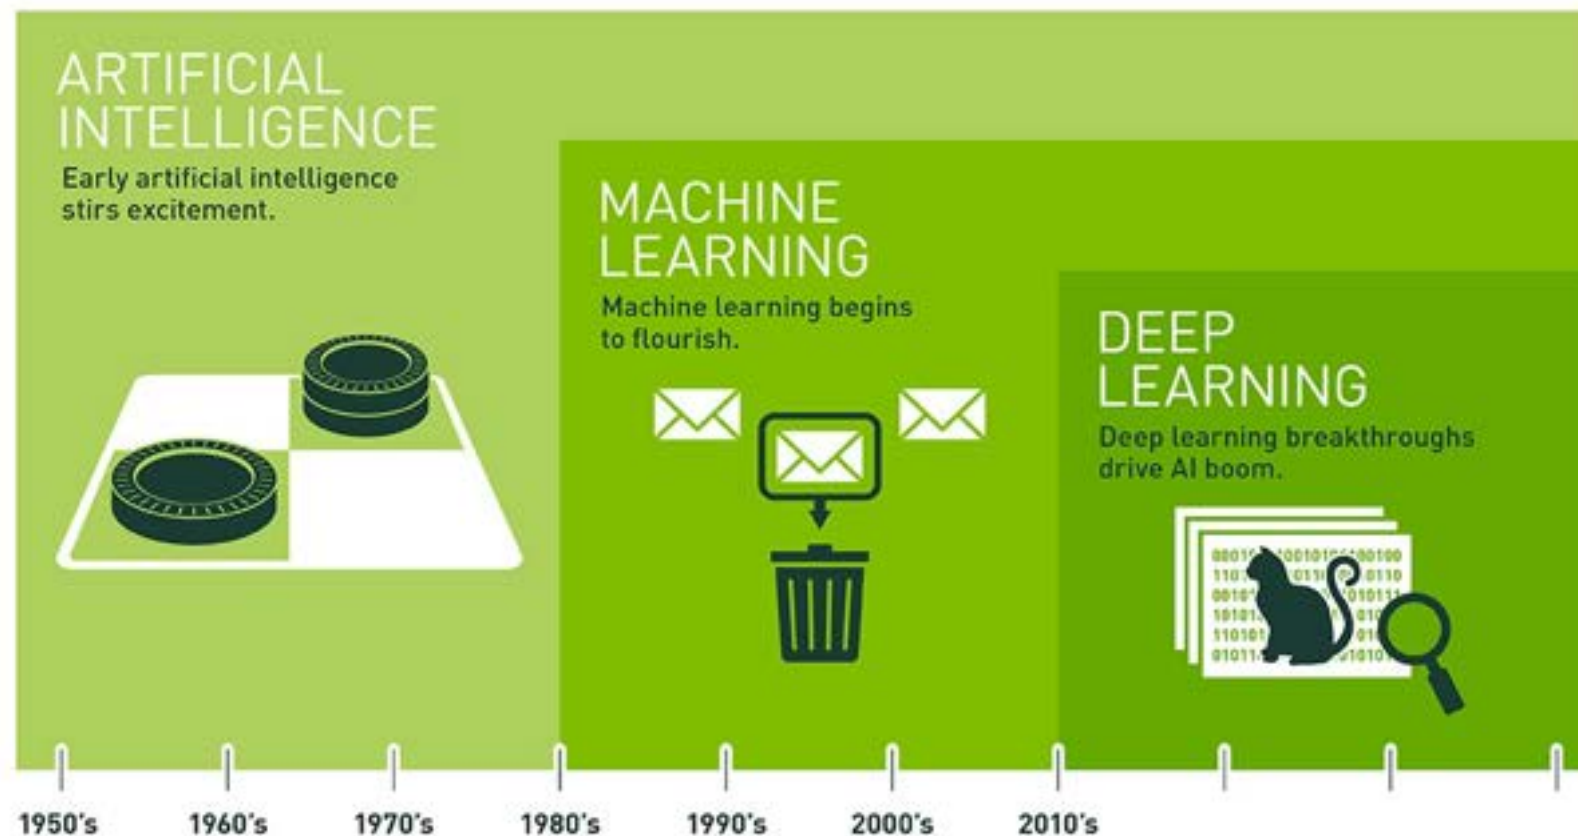 ARTIFICIAL
INTELLIGENCE
Early artificial intelligence
stirs excitement.
MACHINE
LEARNING
Machine learning begins
to flourish.
DEEP
LEARNING
Deep learning breakthroughs
drive AI boom.
1950's 1960's 1970's 1980's 1990's 2000's 2010's